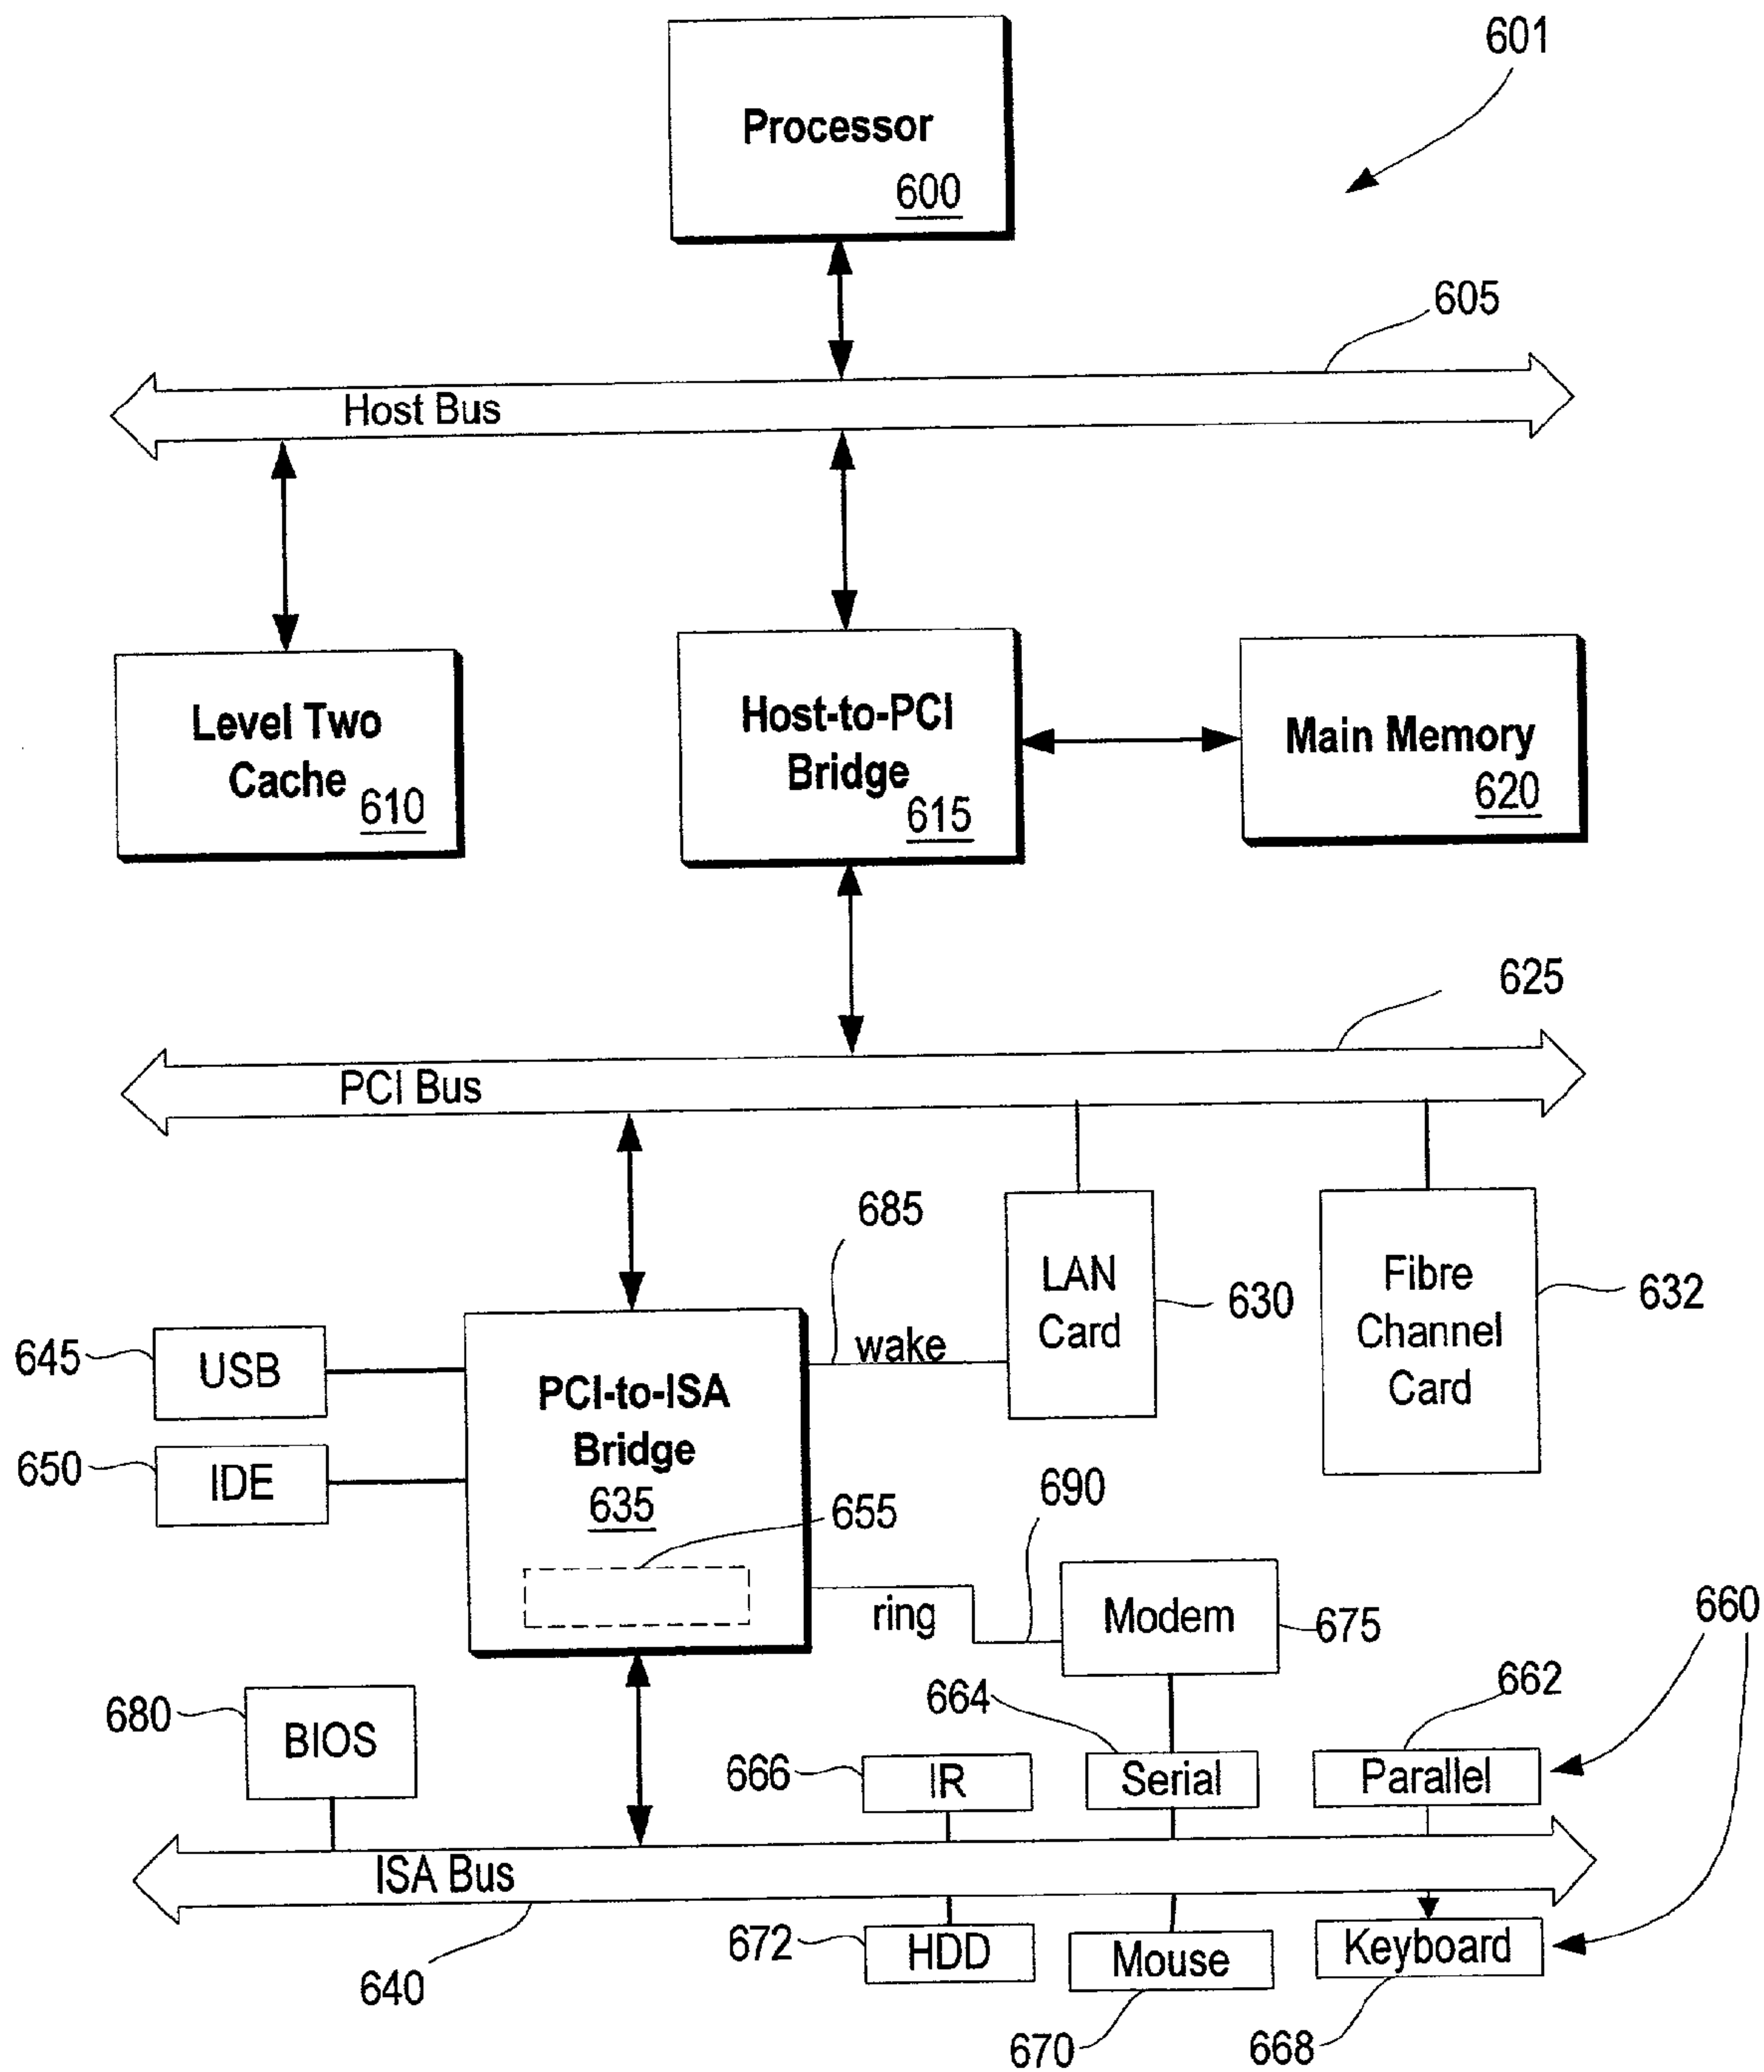 601
Processor
600
605
Host Bus
Level Two
Cache
610
Host-to-PCI
Bridge
615
Main Memory
620
625
PCI Bus
685
LAN
Card
630
Fibre
Channel
Card
632
645
USB
wake
650
IDE
PCI-to-ISA
Bridge
635
655
690
ring
Modem
675
660
680
BIOS
664
662
666
IR
Serial
Parallel
ISA Bus
640
672
HDD
Mouse
670
Keyboard
668